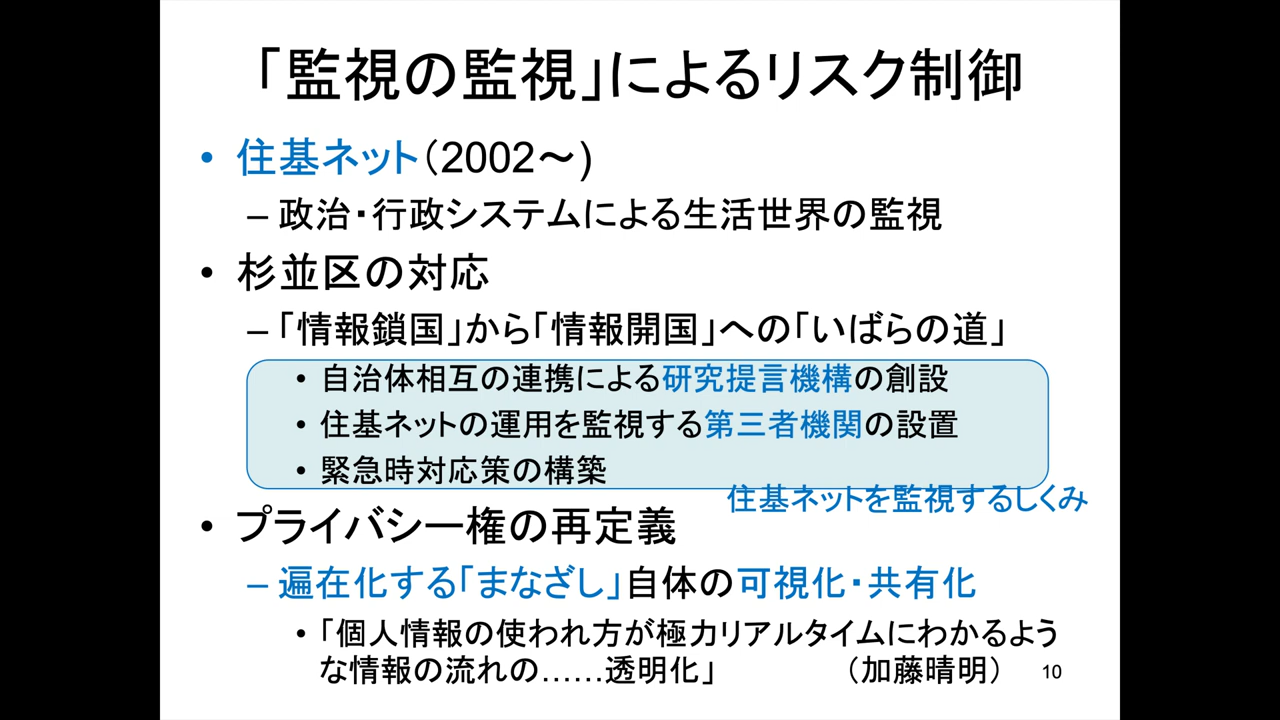 「監視の監視」によるリスク制御
• 住基ネット（2002～)
– 政治・行政システムによる生活世界の監視
• 杉並区の対応
– 「情報鎖国」から「情報開国」への「いばらの道」
• 自治体相互の連携による研究提言機構の創設
• 住基ネットの運用を監視する第三者機関の設置
• 緊急時対応策の構築
住基ネットを監視するしくみ
• プライバシー権の再定義
– 遍在化する「まなざし」自体の可視化・共有化
• 「個人情報の使われ方が極力リアルタイムにわかるよう
な情報の流れの……透明化」 （加藤晴明）
10